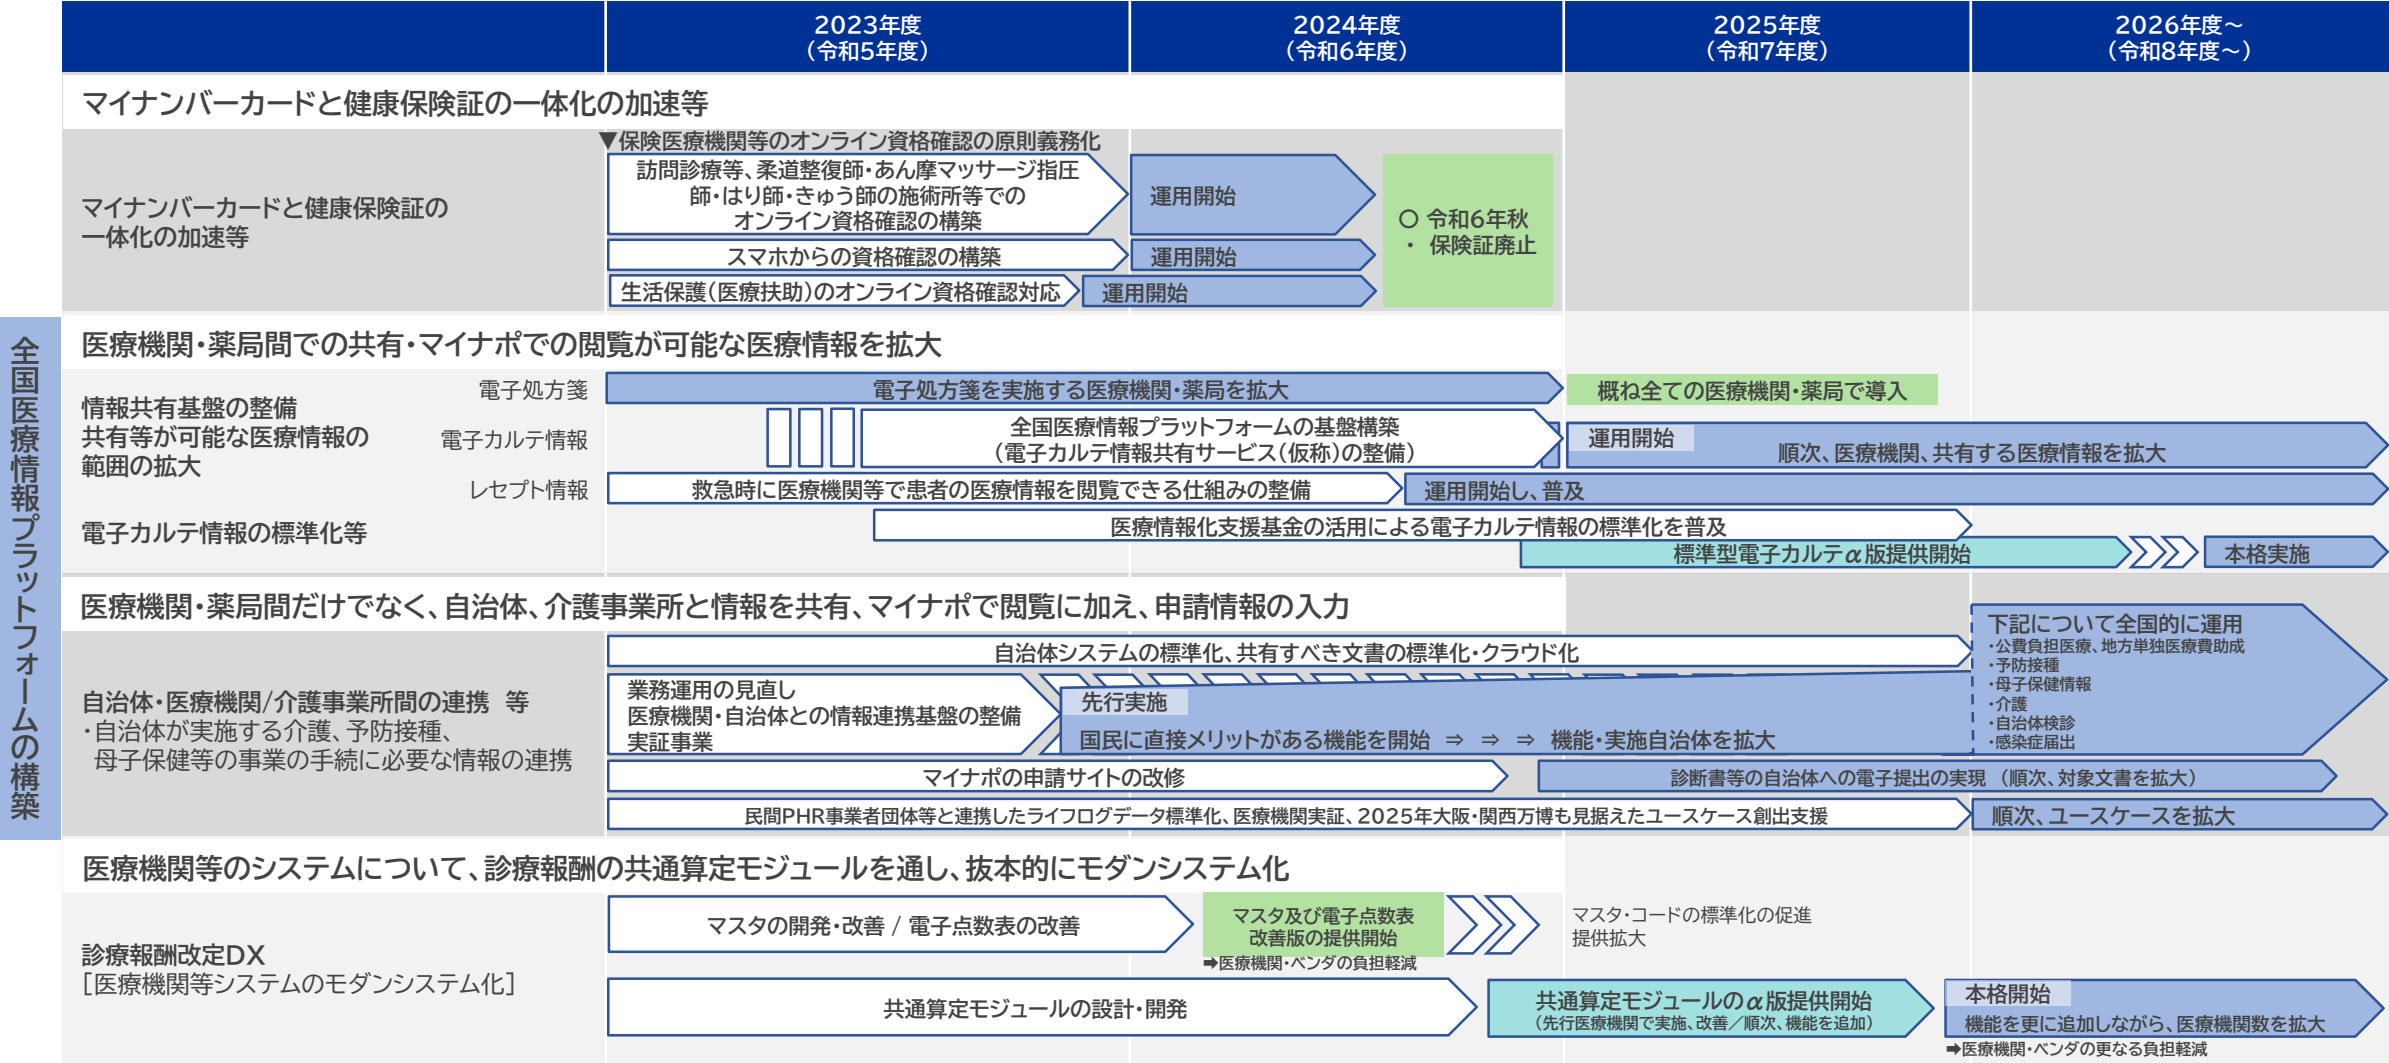 2023年度
（令和5年度）
2024年度
（令和6年度）
2025年度
（令和7年度）
2026年度～
（令和8年度～）
マイナンバーカードと健康保険証の一体化の加速等
▼保険医療機関等のオンライン資格確認の原則義務化
マイナンバーカードと健康保険証の
一体化の加速等
訪問診療等、柔道整復師・あん摩マッサージ指圧
師・はり師・きゅう師の施術所等での
オンライン資格確認の構築
運用開始
スマホからの資格確認の構築
運用開始
生活保護（医療扶助）のオンライン資格確認対応
運用開始
〇 令和6年秋
・ 保険証廃止
全国医療情報プラットフォームの構築
医療機関・薬局間での共有・マイナポでの閲覧が可能な医療情報を拡大
情報共有基盤の整備
共有等が可能な医療情報の
範囲の拡大
電子処方箋
電子処方箋を実施する医療機関・薬局を拡大
概ね全ての医療機関・薬局で導入
電子カルテ情報
全国医療情報プラットフォームの基盤構築
（電子カルテ情報共有サービス（仮称）の整備）
運用開始
順次、医療機関、共有する医療情報を拡大
レセプト情報
救急時に医療機関等で患者の医療情報を閲覧できる仕組みの整備
運用開始し、普及
電子カルテ情報の標準化等
医療情報化支援基金の活用による電子カルテ情報の標準化を普及
標準型電子カルテα版提供開始
本格実施
医療機関・薬局間だけでなく、自治体、介護事業所と情報を共有、マイナポで閲覧に加え、申請情報の入力
自治体・医療機関/介護事業所間の連携 等
・自治体が実施する介護、予防接種、
母子保健等の事業の手続に必要な情報の連携
自治体システムの標準化、共有すべき文書の標準化・クラウド化
業務運用の見直し
医療機関・自治体との情報連携基盤の整備
実証事業
先行実施
国民に直接メリットがある機能を開始 ⇒ ⇒ ⇒ 機能・実施自治体を拡大
下記について全国的に運用
・公費負担医療、地方単独医療費助成
・予防接種
・母子保健情報
・介護
・自治体検診
・感染症届出
マイナポの申請サイトの改修
診断書等の自治体への電子提出の実現 （順次、対象文書を拡大）
民間PHR事業者団体等と連携したライフログデータ標準化、医療機関実証、2025年大阪・関西万博も見据えたユースケース創出支援
順次、ユースケースを拡大
医療機関等のシステムについて、診療報酬の共通算定モジュールを通し、抜本的にモダンシステム化
診療報酬改定DX
［医療機関等システムのモダンシステム化］
マスタの開発・改善 / 電子点数表の改善
マスタ及び電子点数表
改善版の提供開始
➡医療機関・ベンダの負担軽減
マスタ・コードの標準化の促進
提供拡大
共通算定モジュールの設計・開発
共通算定モジュールのα版提供開始
（先行医療機関で実施、改善／順次、機能を追加）
本格開始
機能を更に追加しながら、医療機関数を拡大
➡医療機関・ベンダの更なる負担軽減